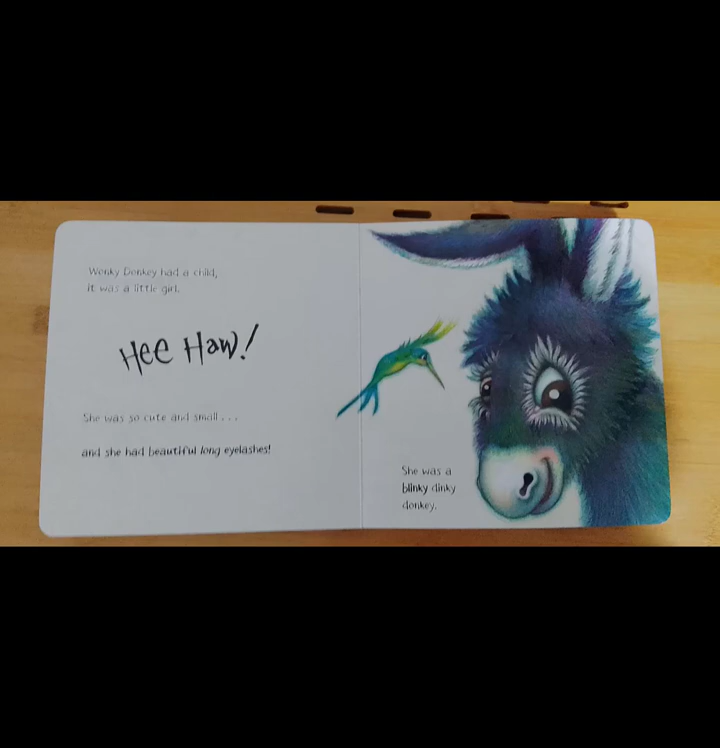 Wonky Donkey had a child,
it was a little girl.
Hee Haw!
She was so cute and small . . .
and she had beautiful long eyelashes!
She was a
blinky dinky
donkey.